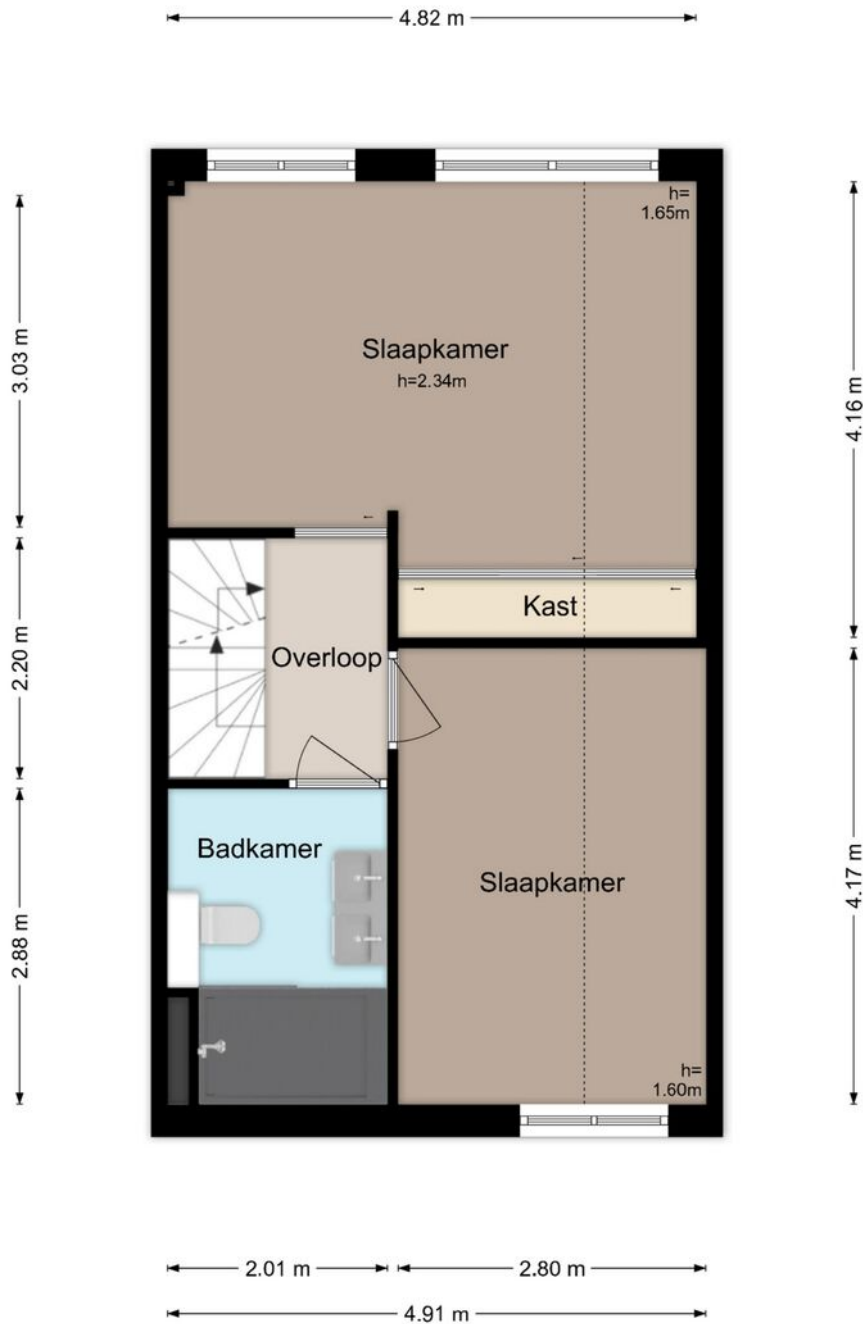 4.82 m
h=
1.65m
3.03 m
Slaapkamer
h=2.34m
4.16 m
Kast
2.20 m
Overloop
Badkamer
Slaapkamer
4.17 m
2.88 m
h=
1.60m
2.01 m
2.80 m
4.91 m